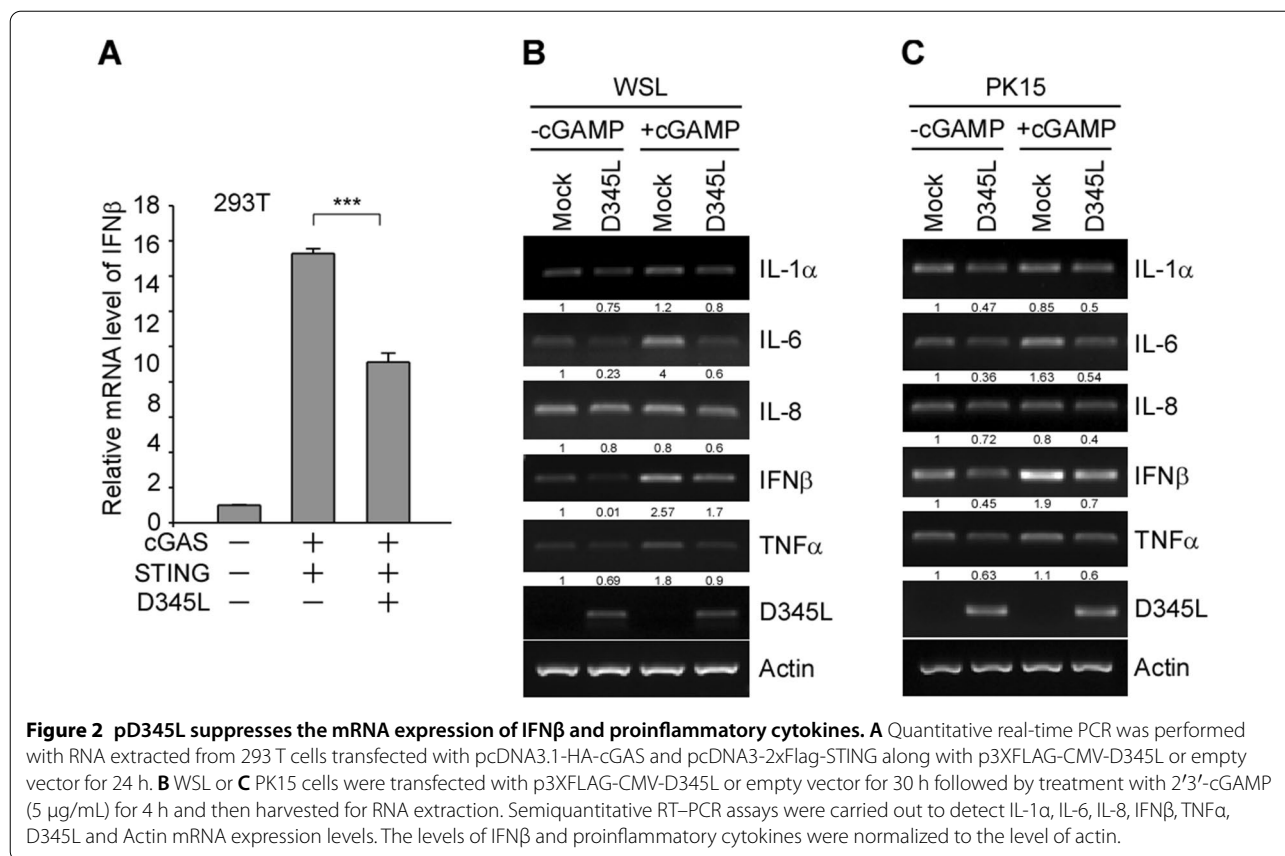 A
293T
***
Relative mRNA level of IFNβ
18
16
14
12
10
8
6
4
2
0
cGAS − + +
STING − + +
D345L − − +
B
WSL
-cGAMP +cGAMP
Mock D345L Mock D345L
IL-1α
1 0.75 1.2 0.8
IL-6
1 0.23 4 0.6
IL-8
1 0.8 0.8 0.6
IFNβ
1 0.01 2.57 1.7
TNFα
1 0.69 1.8 0.9
D345L
Actin
C
PK15
-cGAMP +cGAMP
Mock D345L Mock D345L
IL-1α
1 0.47 0.85 0.5
IL-6
1 0.36 1.63 0.54
IL-8
1 0.72 0.8 0.4
IFNβ
1 0.45 1.9 0.7
TNFα
1 0.63 1.1 0.6
D345L
Actin
Figure 2 pD345L suppresses the mRNA expression of IFNβ and proinflammatory cytokines. A Quantitative real-time PCR was performed
with RNA extracted from 293 T cells transfected with pcDNA3.1-HA-cGAS and pcDNA3-2xFlag-STING along with p3XFLAG-CMV-D345L or empty
vector for 24 h. B WSL or C PK15 cells were transfected with p3XFLAG-CMV-D345L or empty vector for 30 h followed by treatment with 2′3′-cGAMP
(5 μg/mL) for 4 h and then harvested for RNA extraction. Semiquantitative RT–PCR assays were carried out to detect IL-1α, IL-6, IL-8, IFNβ, TNFα,
D345L and Actin mRNA expression levels. The levels of IFNβ and proinflammatory cytokines were normalized to the level of actin.